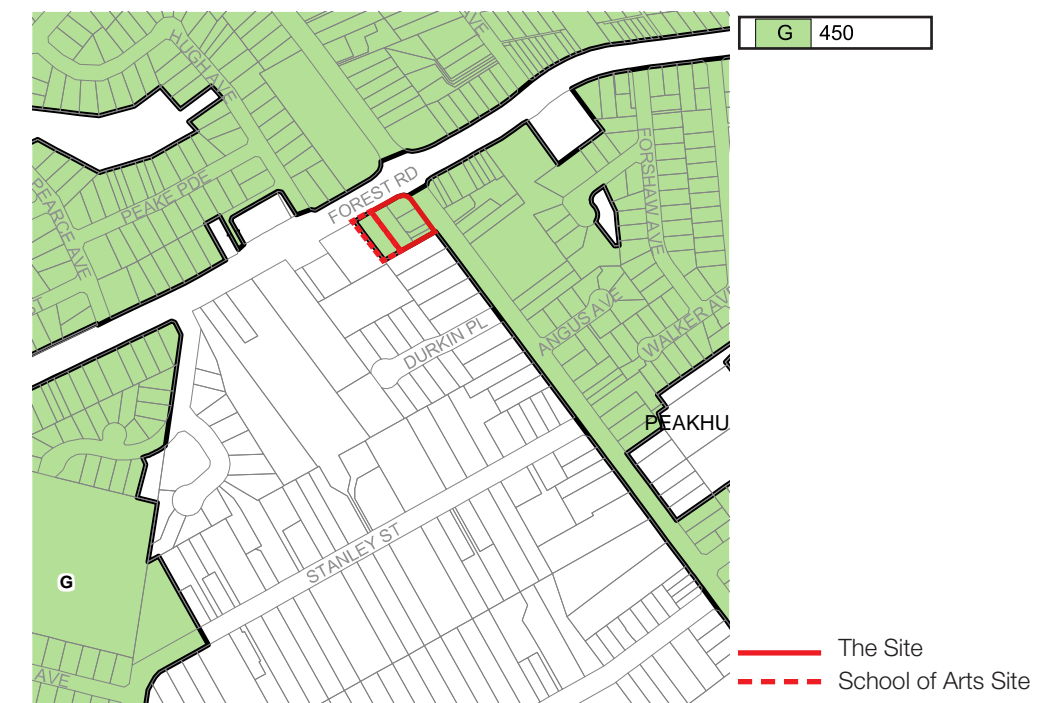 G 450
AVE
HUGH AVE
FOREST RD
PEAKE PDE
PEARCE AVE
FORSHAW AVE
ANGUS AVE
WALKER AV
DURKIN PL
PEAKHU
STANLEY ST
G
AVE
The Site
School of Arts Site